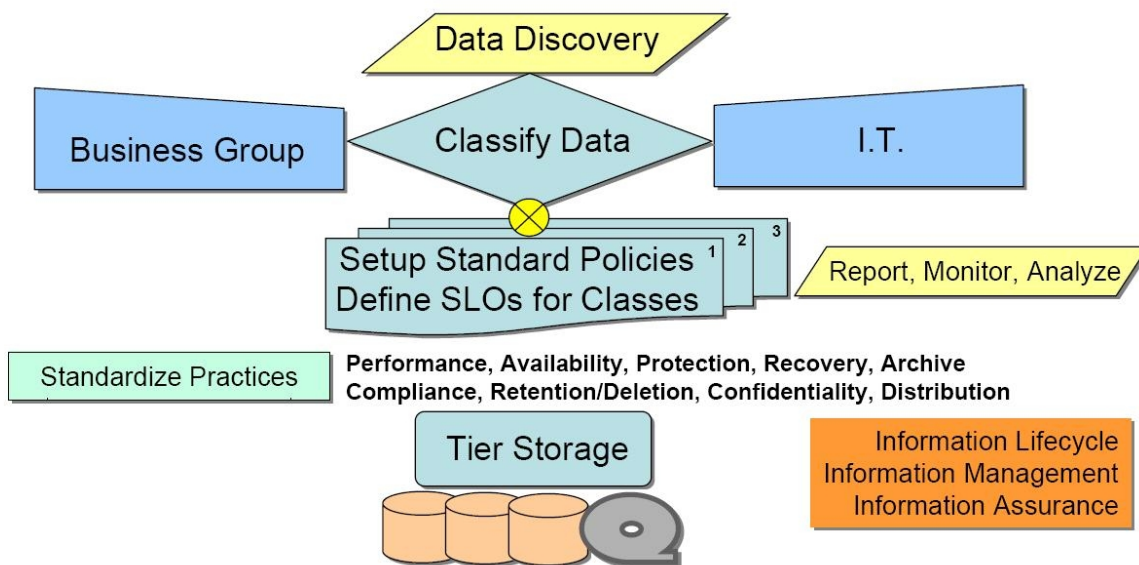 Data Discovery
Business Group
Classify Data
I.T.
3
2
1
Setup Standard Policies
Define SLOs for Classes
Report, Monitor, Analyze
Standardize Practices
Performance, Availability, Protection, Recovery, Archive
Compliance, Retention/Deletion, Confidentiality, Distribution
Tier Storage
Information Lifecycle
Information Management
Information Assurance